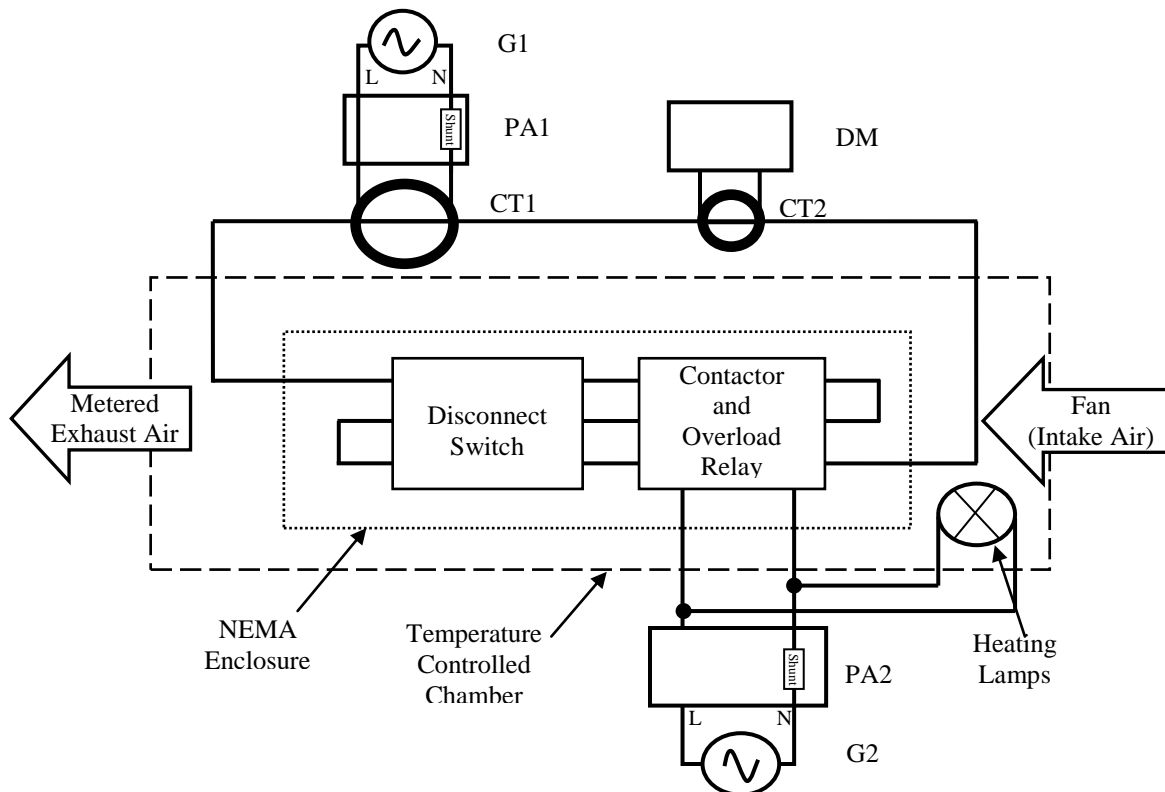 G1
L
N
Shunt
PA1
DM
CT1
CT2
Metered
Exhaust Air
Disconnect
Switch
Contactor
and
Overload
Relay
Fan
(Intake Air)
NEMA
Enclosure
Temperature
Controlled
Chamber
Heating
Lamps
Shunt
PA2
L
N
G2